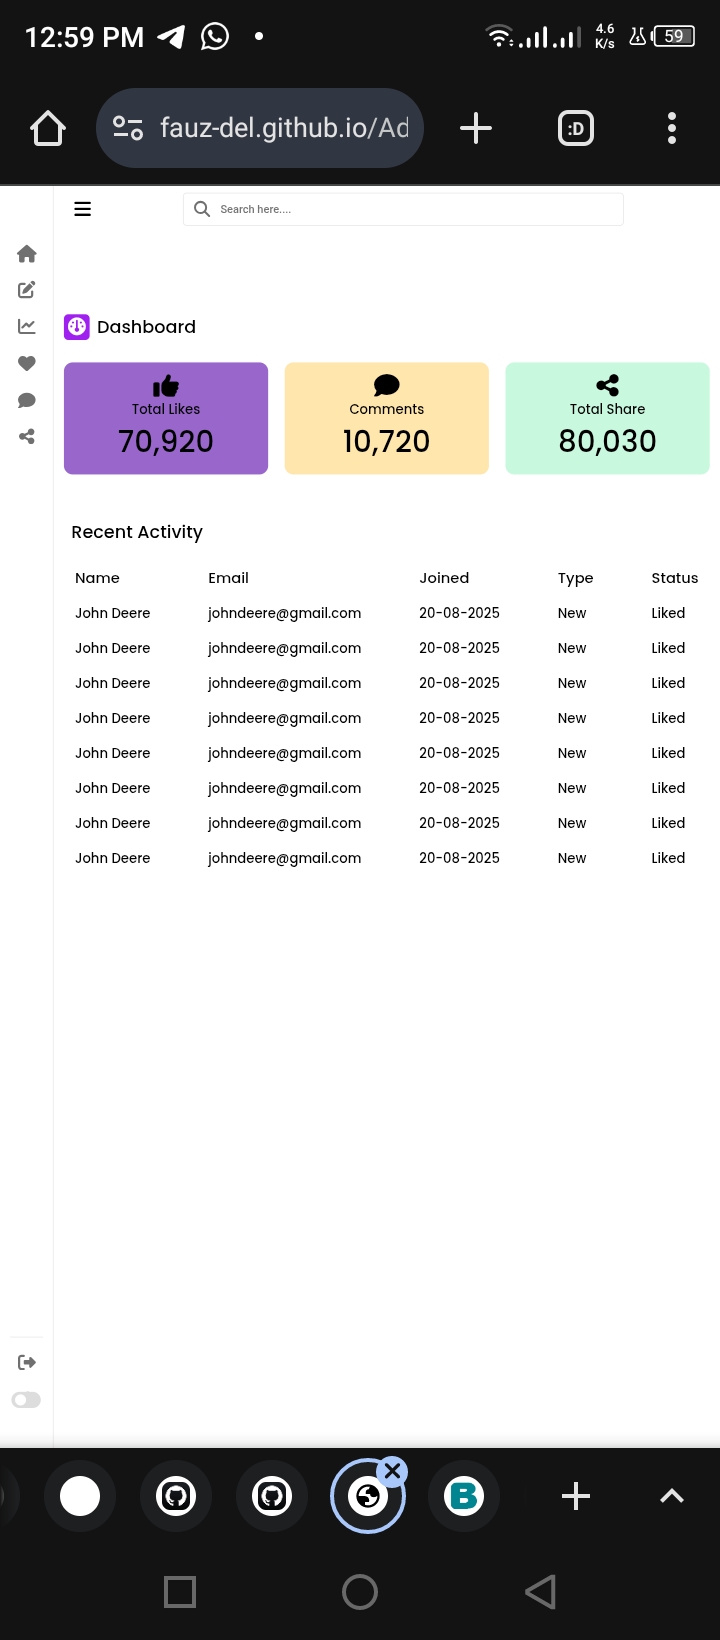 12:59 PM 4.6 K/s 59
fauz-del.github.io/Ad :D
Search here....
Dashboard
Total Likes Comments Total Share
70,920 10,720 80,030
Recent Activity
Name Email Joined Type Status
John Deere johndeere@gmail.com 20-08-2025 New Liked
John Deere johndeere@gmail.com 20-08-2025 New Liked
John Deere johndeere@gmail.com 20-08-2025 New Liked
John Deere johndeere@gmail.com 20-08-2025 New Liked
John Deere johndeere@gmail.com 20-08-2025 New Liked
John Deere johndeere@gmail.com 20-08-2025 New Liked
John Deere johndeere@gmail.com 20-08-2025 New Liked
John Deere johndeere@gmail.com 20-08-2025 New Liked
B